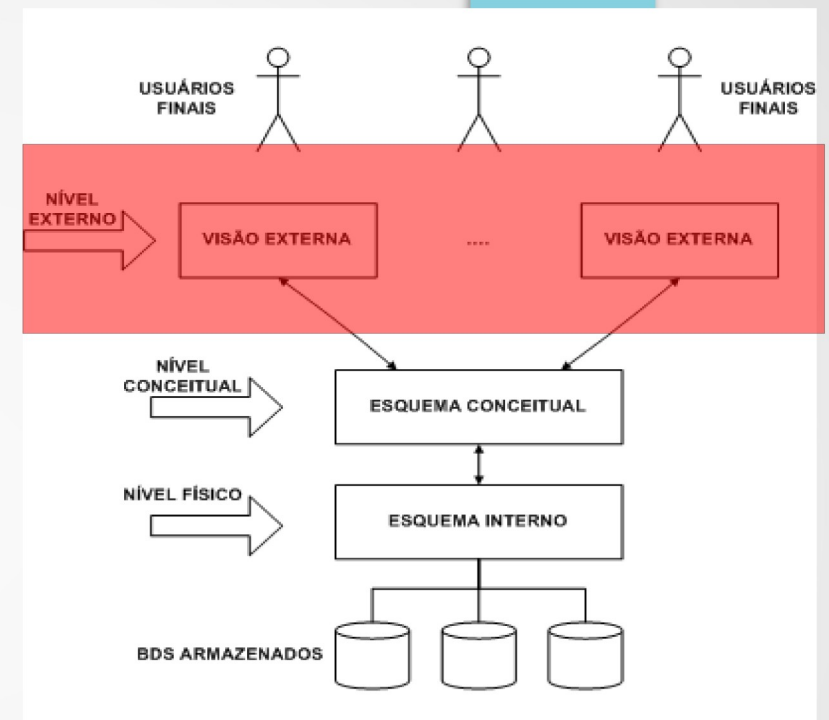 USUÁRIOS
FINAIS
USUÁRIOS
FINAIS
NÍVEL
EXTERNO
VISÃO EXTERNA
....
VISÃO EXTERNA
NÍVEL
CONCEITUAL
ESQUEMA CONCEITUAL
NÍVEL FÍSICO
ESQUEMA INTERNO
BDS ARMAZENADOS